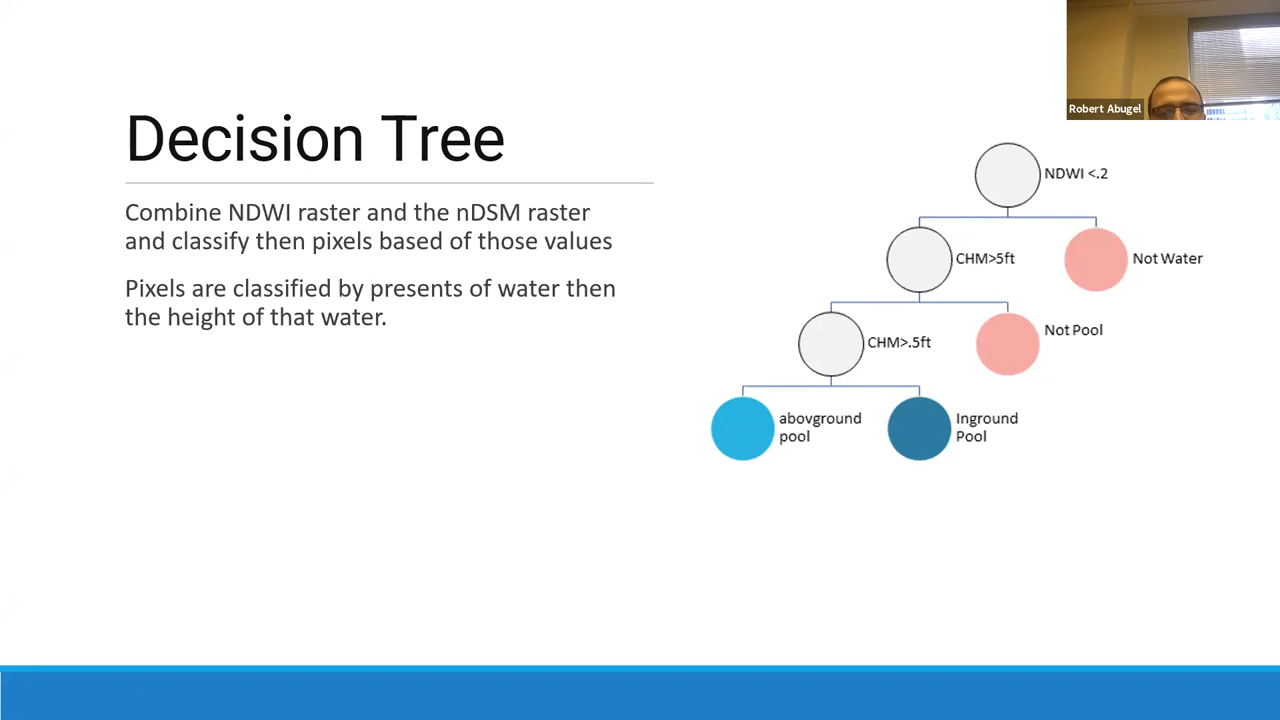 Robert Abugel
Decision Tree
Combine NDWI raster and the nDSM raster
and classify then pixels based of those values
Pixels are classified by presents of water then
the height of that water.
NDWI <.2
CHM>5ft
Not Water
CHM>.5ft
Not Pool
abovground
pool
Inground
Pool